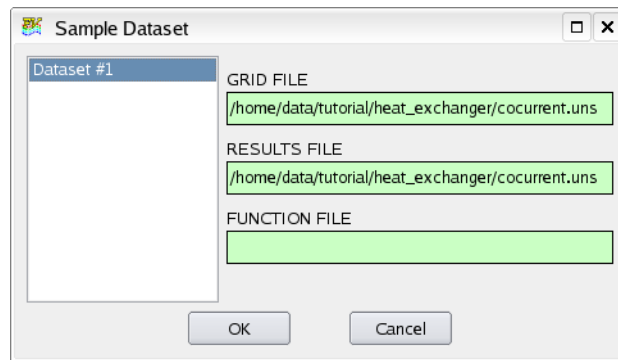 Sample Dataset
Dataset #1
GRID FILE
/home/data/tutorial/heat_exchanger/cocurrent.uns
RESULTS FILE
/home/data/tutorial/heat_exchanger/cocurrent.uns
FUNCTION FILE
OK
Cancel